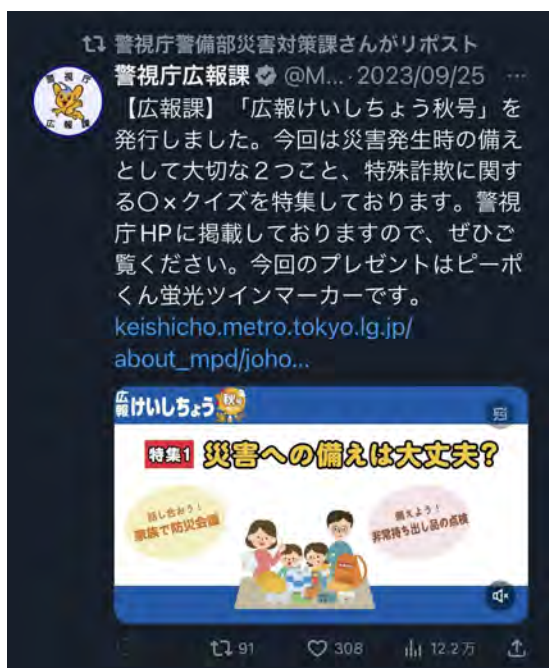 警視庁警備部災害対策課さんがリポスト
警視庁広報課 @M… · 2023/09/25 …
警視庁
広報課
【広報課】「広報けいしちょう秋号」を
発行しました。今回は災害発生時の備え
として大切な2つこと、特殊詐欺に関す
る〇×クイズを特集しております。警視
庁HPに掲載しておりますので、ぜひご
覧ください。今回のプレゼントはピーポ
くん蛍光ツインマーカーです。
keishicho.metro.tokyo.lg.jp/
about_mpd/joho...
広報けいしちょう 秋
特集1 災害への備えは大丈夫?
話し合おう!
家族で防災会議
備えよう!
非常持ち出し品の点検
91 308 12.2万